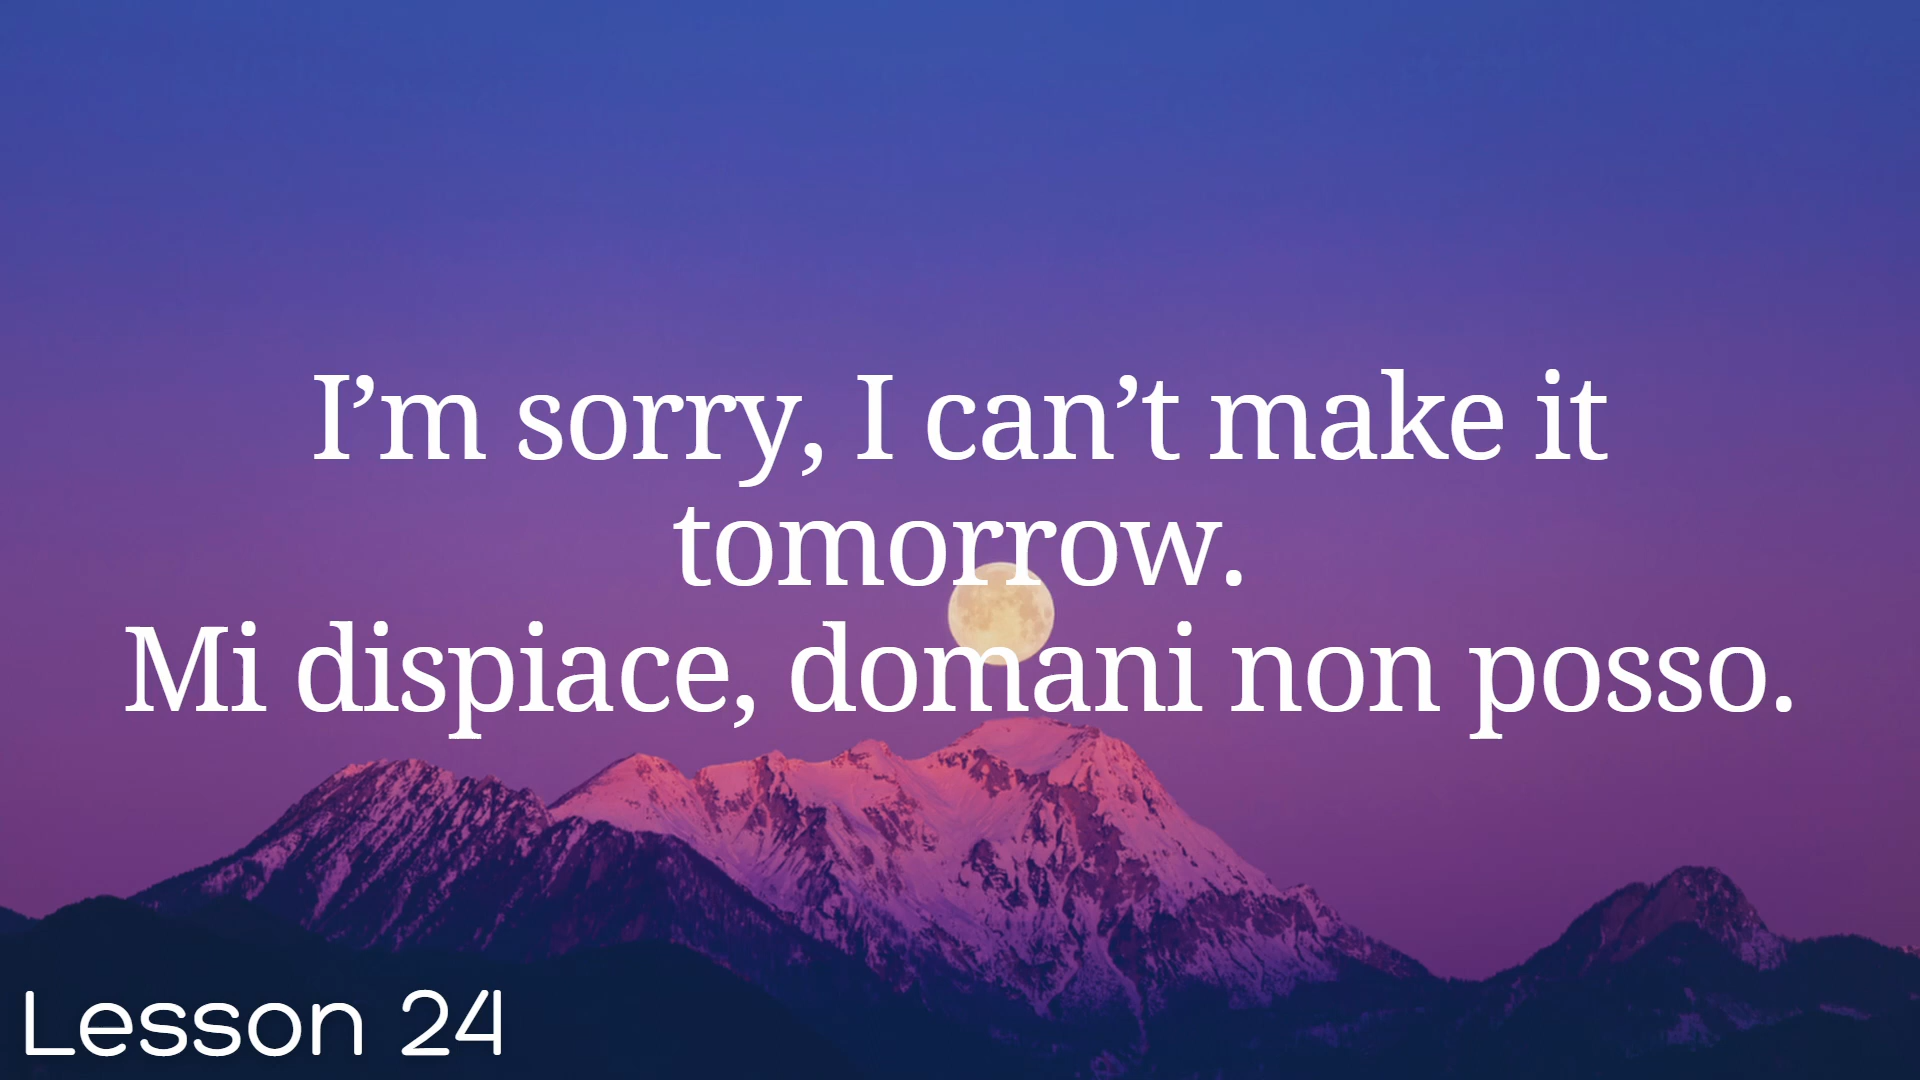 I’m sorry, I can’t make it
tomorrow.
Mi dispiace, domani non posso.
Lesson 24